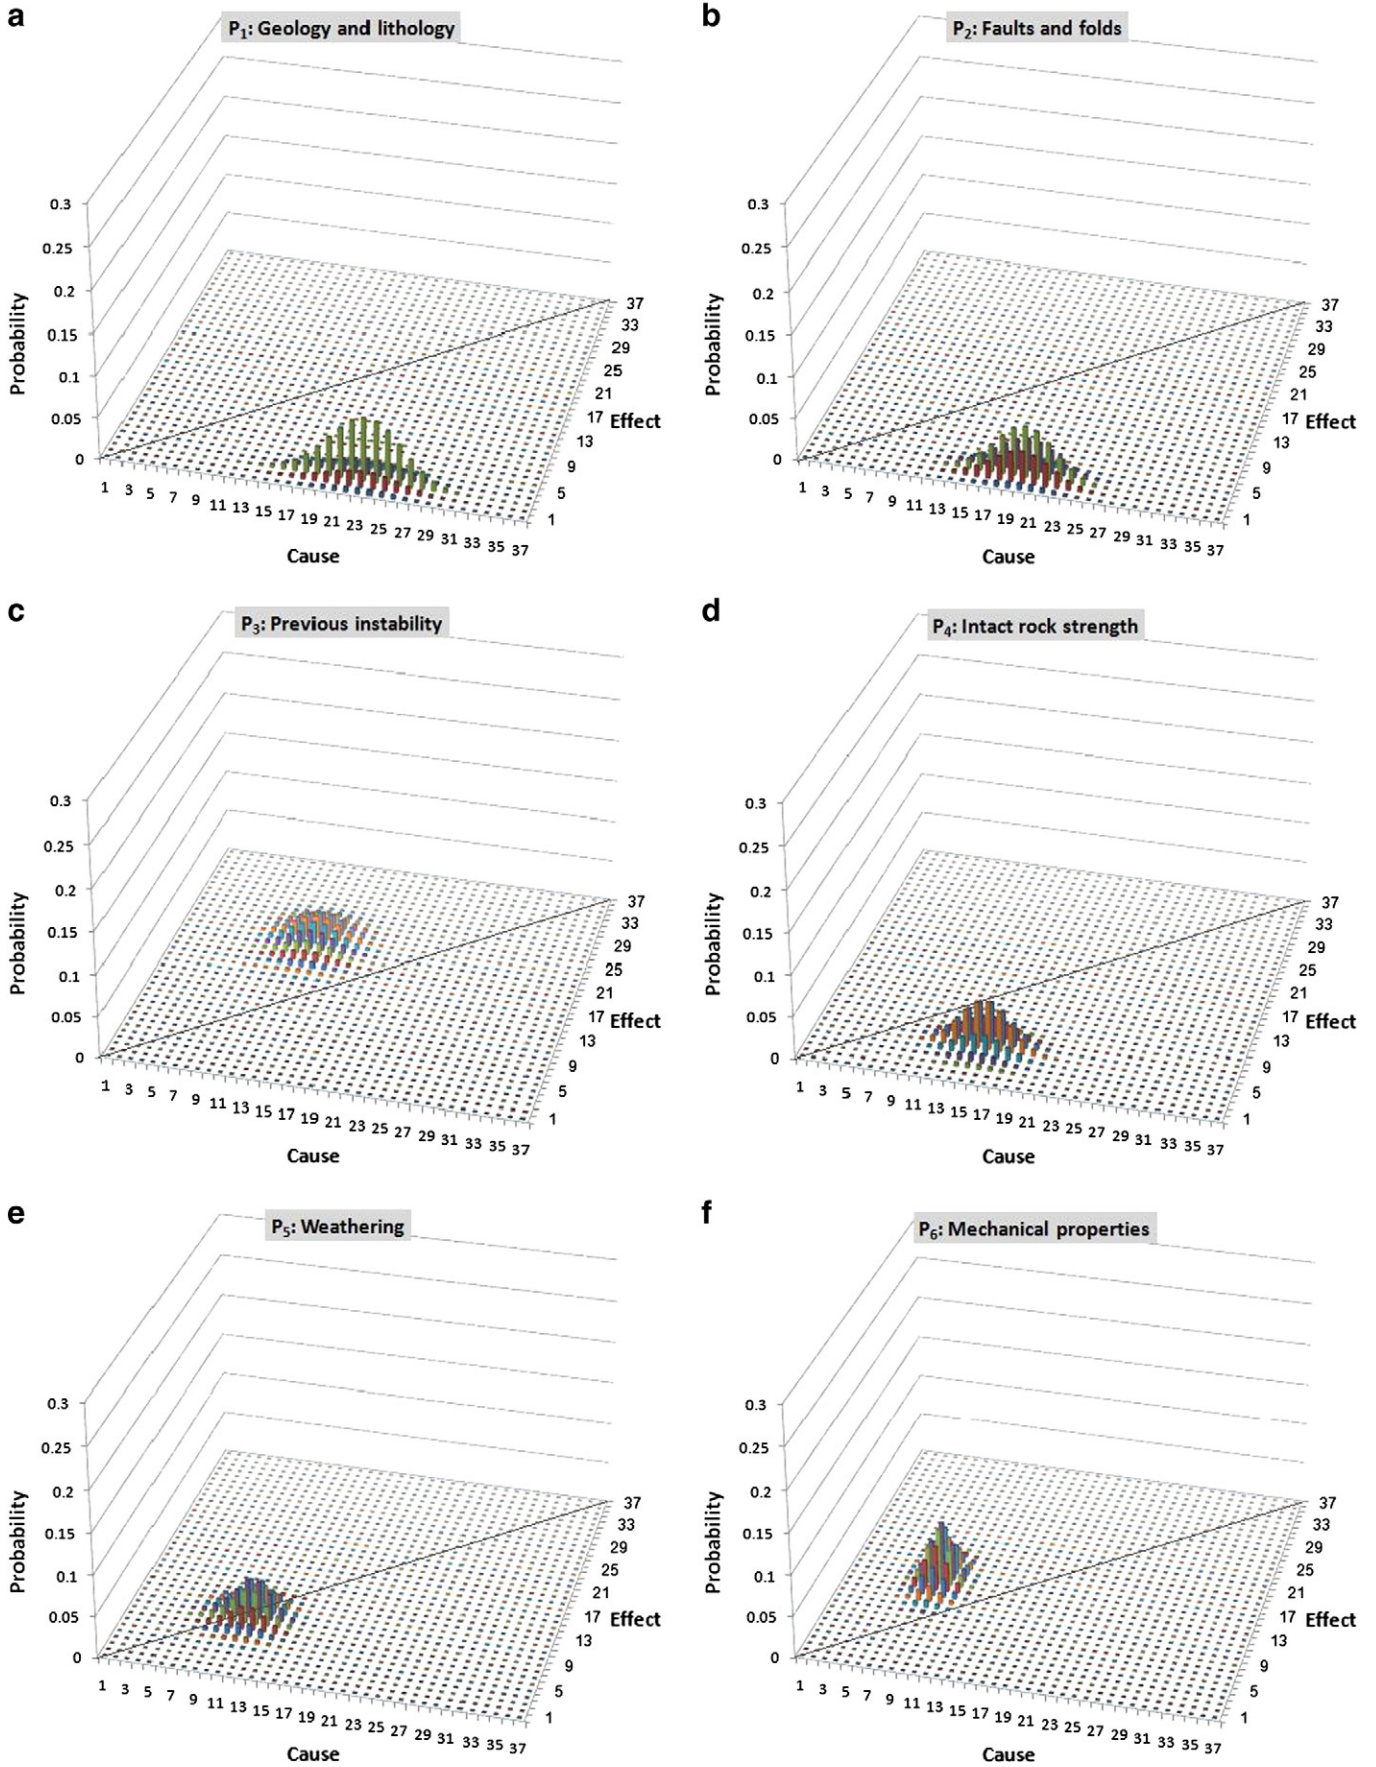 a
P1: Geology and lithology
0.3
0.25
0.2
0.15
0.1
0.05
0
Probability
1 3 5 7 9 11 13 15 17 19 21 23 25 27 29 31 33 35 37
Cause
37
33
29
25
21
17
13
9
5
1
Effect
b
P2: Faults and folds
0.3
0.25
0.2
0.15
0.1
0.05
0
Probability
1 3 5 7 9 11 13 15 17 19 21 23 25 27 29 31 33 35 37
Cause
37
33
29
25
21
17
13
9
5
1
Effect
c
P3: Previous instability
0.3
0.25
0.2
0.15
0.1
0.05
0
Probability
1 3 5 7 9 11 13 15 17 19 21 23 25 27 29 31 33 35 37
Cause
37
33
29
25
21
17
13
9
5
1
Effect
d
P4: Intact rock strength
0.3
0.25
0.2
0.15
0.1
0.05
0
Probability
1 3 5 7 9 11 13 15 17 19 21 23 25 27 29 31 33 35 37
Cause
37
33
29
25
21
17
13
9
5
1
Effect
e
P5: Weathering
0.3
0.25
0.2
0.15
0.1
0.05
0
Probability
1 3 5 7 9 11 13 15 17 19 21 23 25 27 29 31 33 35 37
Cause
37
33
29
25
21
17
13
9
5
1
Effect
f
P6: Mechanical properties
0.3
0.25
0.2
0.15
0.1
0.05
0
Probability
1 3 5 7 9 11 13 15 17 19 21 23 25 27 29 31 33 35 37
Cause
37
33
29
25
21
17
13
9
5
1
Effect